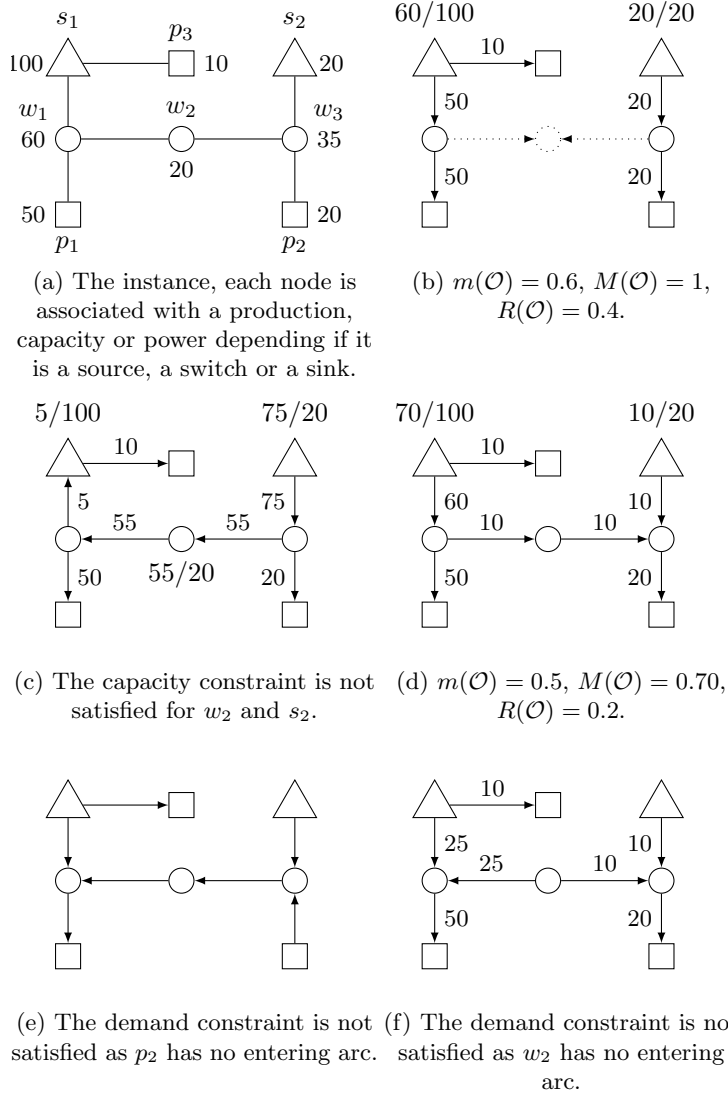 s₁ s₂
p₃
100 10 20
w₁ w₂ w₃
60 35
20
50 20
p₁ p₂
(a) The instance, each node is
associated with a production,
capacity or power depending if it
is a source, a switch or a sink.
60/100 20/20
10
50 20
50 20
(b) m(𝒪) = 0.6, M(𝒪) = 1,
R(𝒪) = 0.4.
5/100 75/20
10
5 75
55 55
55/20
50 20
(c) The capacity constraint is not
satisfied for w₂ and s₂.
70/100 10/20
10
60 10
10 10
50 20
(d) m(𝒪) = 0.5, M(𝒪) = 0.70,
R(𝒪) = 0.2.
(e) The demand constraint is not
satisfied as p₂ has no entering arc.
10
25 10
25 10
50 20
(f) The demand constraint is no
satisfied as w₂ has no entering
arc.